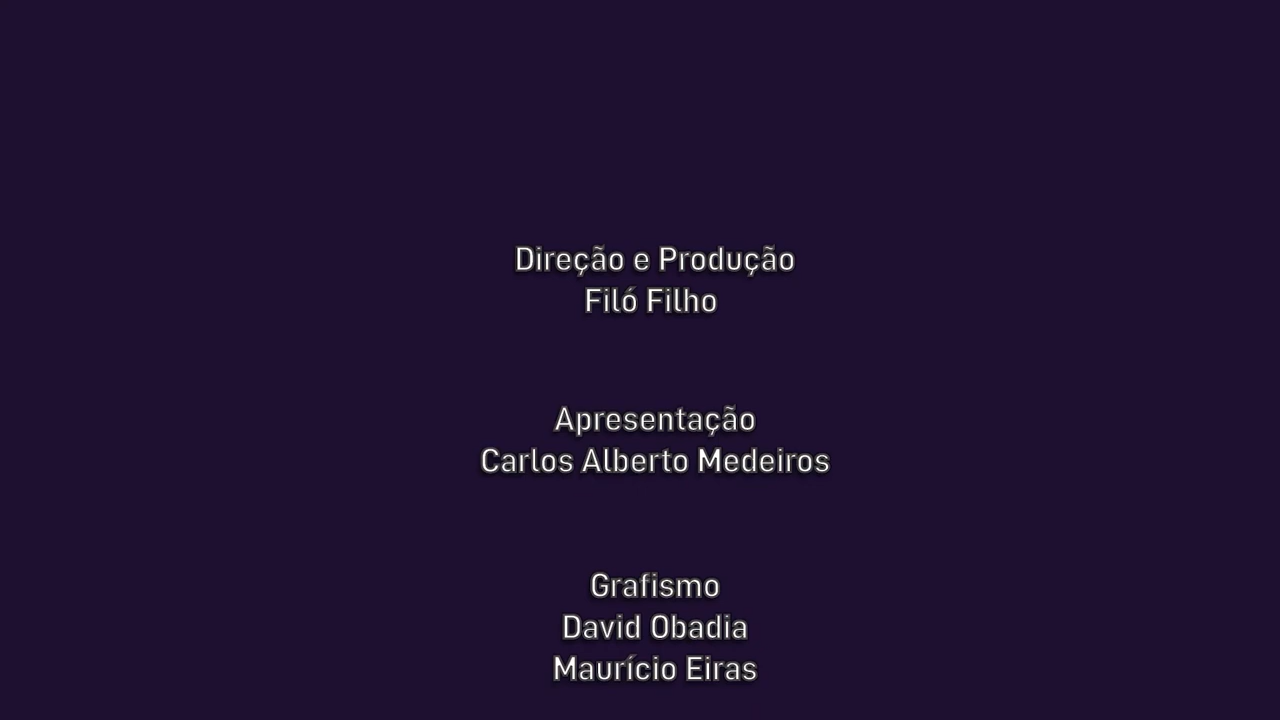 Direção e Produção
Filó Filho
Apresentação
Carlos Alberto Medeiros
Grafismo
David Obadia
Maurício Eiras